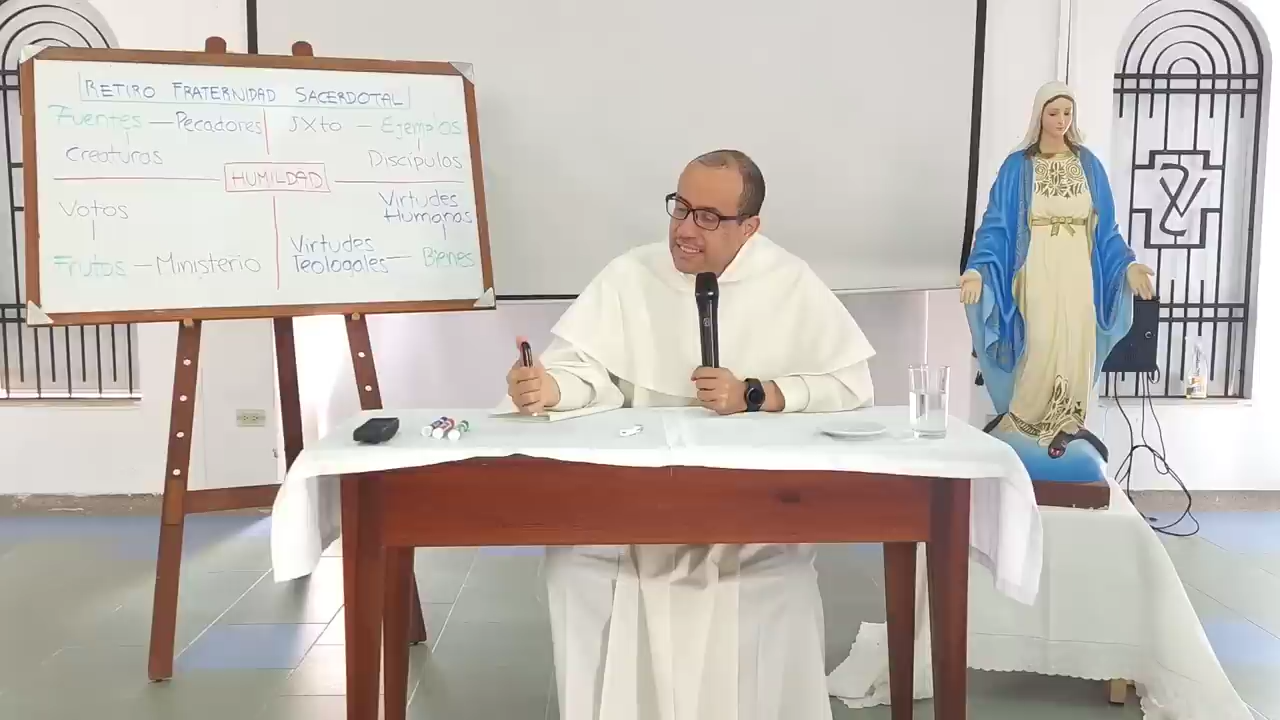 RETIRO FRATERNIDAD SACERDOTAL
Fuentes — Pecadores
Creaturas
JXto — Ejemplos
Discípulos
HUMILDAD
Votos
Frutos — Ministerio
Virtudes
Humanas
Virtudes
Teologales — Bienes